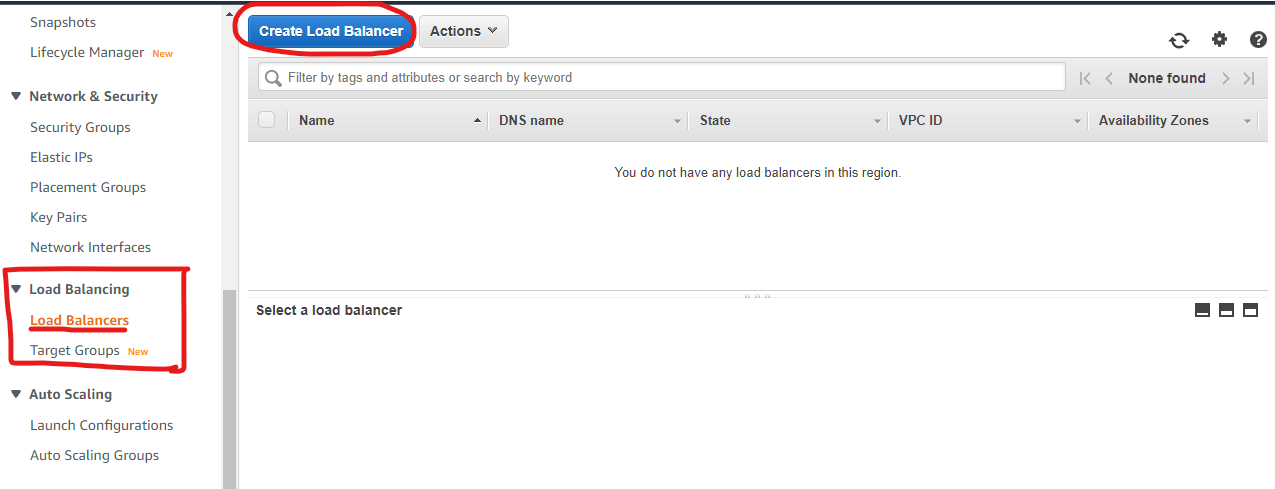 Snapshots
Lifecycle Manager New
Network & Security
Security Groups
Elastic IPs
Placement Groups
Key Pairs
Network Interfaces
Load Balancing
Load Balancers
Target Groups New
Auto Scaling
Launch Configurations
Auto Scaling Groups
Create Load Balancer Actions
Filter by tags and attributes or search by keyword None found
Name DNS name State VPC ID Availability Zones
You do not have any load balancers in this region.
Select a load balancer